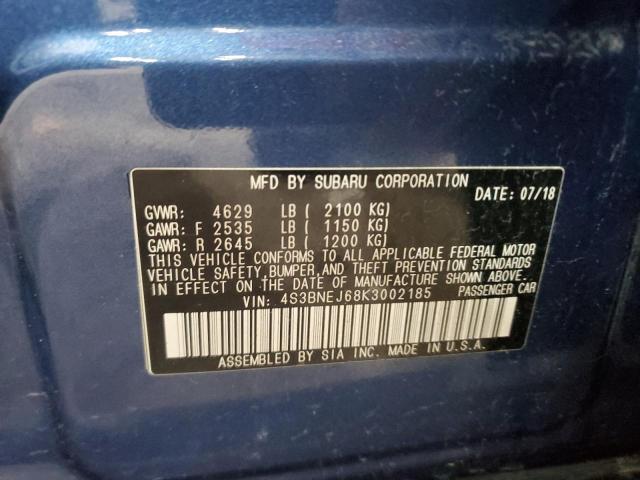 MFD BY SUBARU CORPORATION
DATE: 07/18
GVWR: 4629 LB ( 2100 KG)
GAWR: F 2535 LB ( 1150 KG)
GAWR: R 2645 LB ( 1200 KG)
THIS VEHICLE CONFORMS TO ALL APPLICABLE FEDERAL MOTOR
VEHICLE SAFETY, BUMPER, AND THEFT PREVENTION STANDARDS
IN EFFECT ON THE DATE OF MANUFACTURE SHOWN ABOVE.
VIN: 4S3BNEJ68K3002185 PASSENGER CAR
ASSEMBLED BY SIA INC. MADE IN U.S.A.